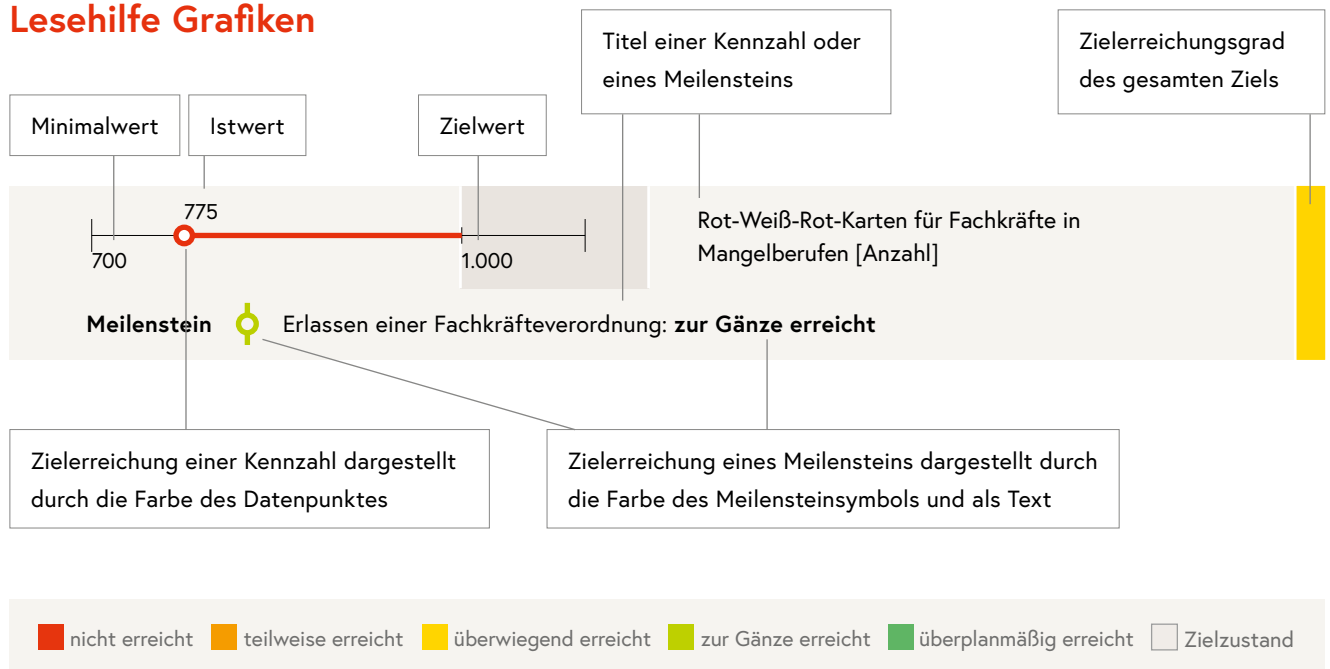 Lesehilfe Grafiken
Titel einer Kennzahl oder
eines Meilensteins
Zielerreichungsgrad
des gesamten Ziels
Minimalwert
Istwert
Zielwert
775
700
1.000
Rot-Weiß-Rot-Karten für Fachkräfte in
Mangelberufen [Anzahl]
Meilenstein Erlassen einer Fachkräfteverordnung: zur Gänze erreicht
Zielerreichung einer Kennzahl dargestellt
durch die Farbe des Datenpunktes
Zielerreichung eines Meilensteins dargestellt durch
die Farbe des Meilensteinsymbols und als Text
nicht erreicht teilweise erreicht überwiegend erreicht zur Gänze erreicht überplanmäßig erreicht Zielzustand